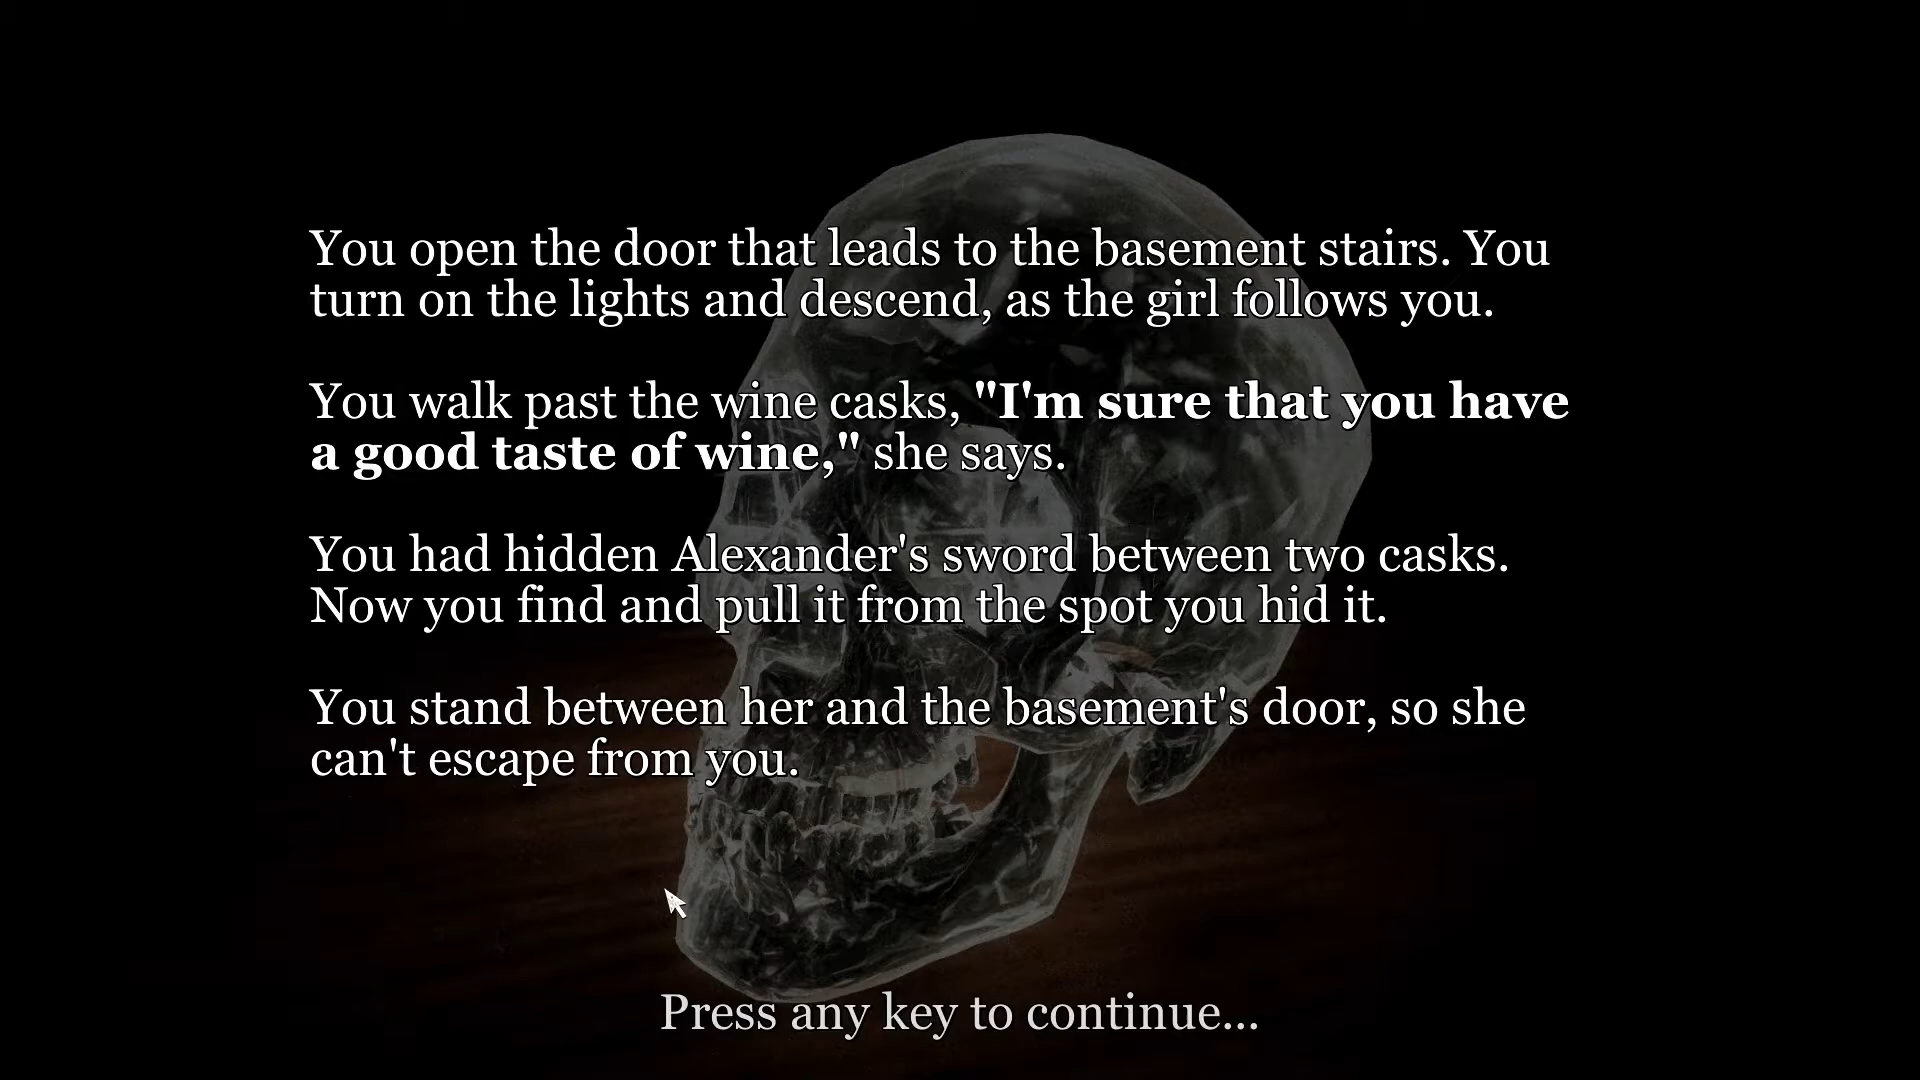 You open the door that leads to the basement stairs. You
turn on the lights and descend, as the girl follows you.
You walk past the wine casks, "I'm sure that you have
a good taste of wine," she says.
You had hidden Alexander's sword between two casks.
Now you find and pull it from the spot you hid it.
You stand between her and the basement's door, so she
can't escape from you.
Press any key to continue...